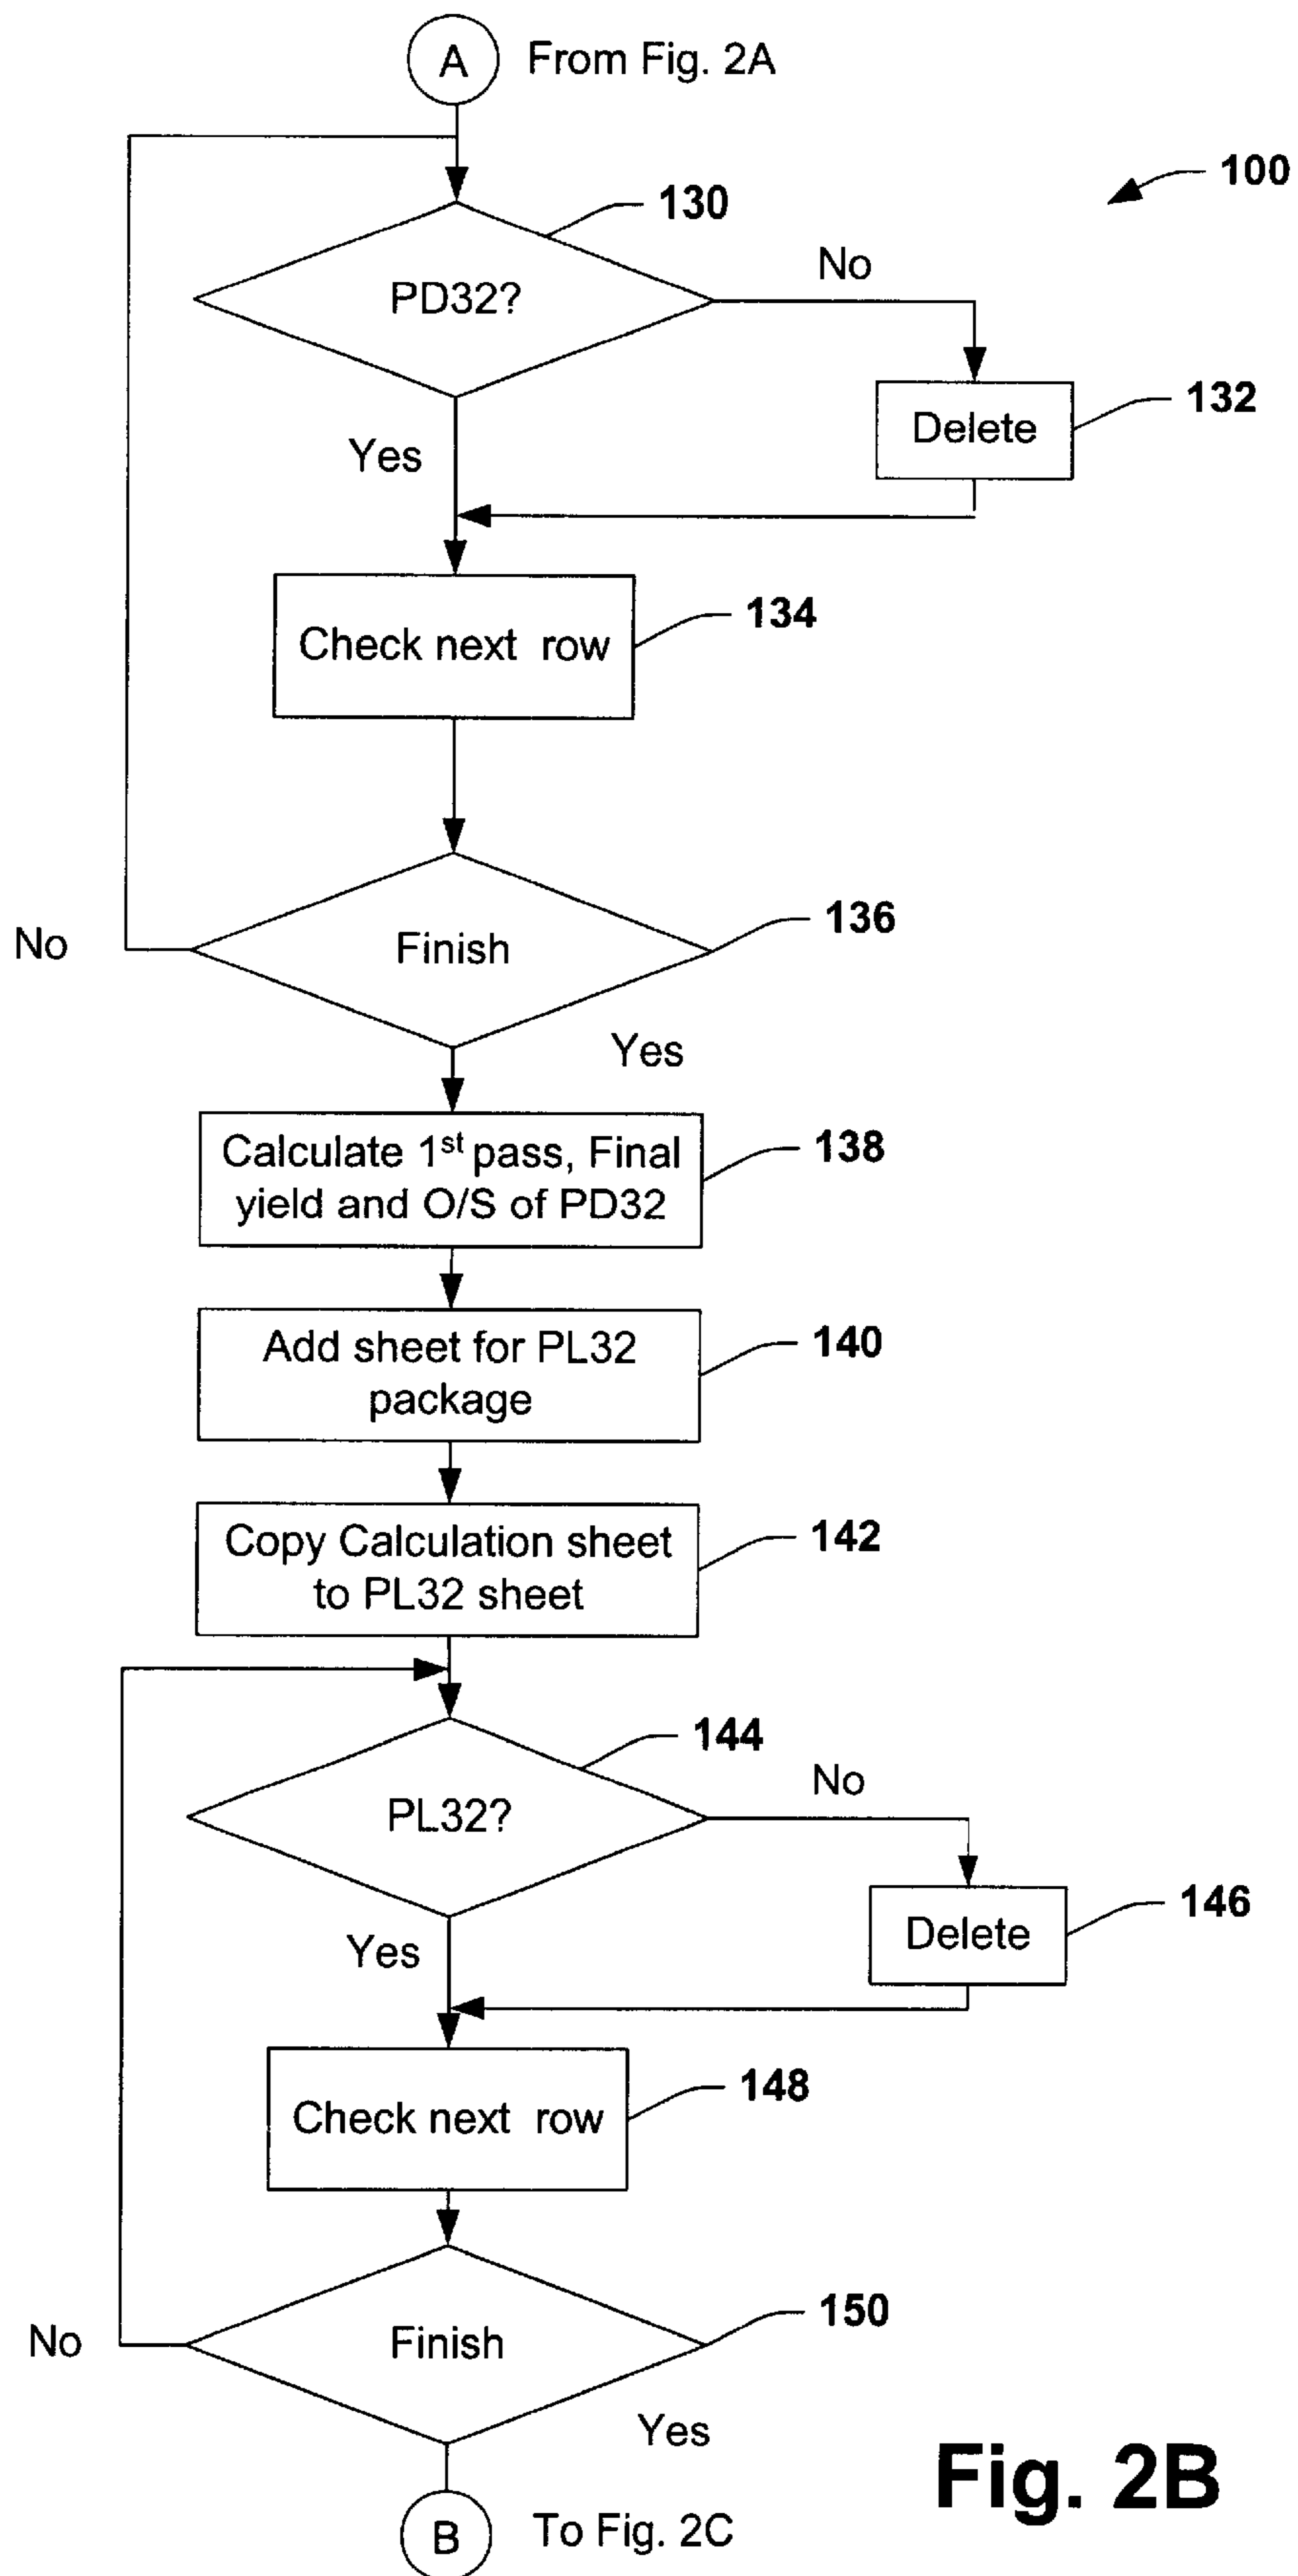 A From Fig. 2A
100
130
PD32?
No
132
Delete
Yes
134
Check next row
136
No
Finish
Yes
138
Calculate 1st pass, Final
yield and O/S of PD32
140
Add sheet for PL32
package
142
Copy Calculation sheet
to PL32 sheet
144
PL32?
No
146
Delete
Yes
148
Check next row
150
No
Finish
Yes
B To Fig. 2C
Fig. 2B